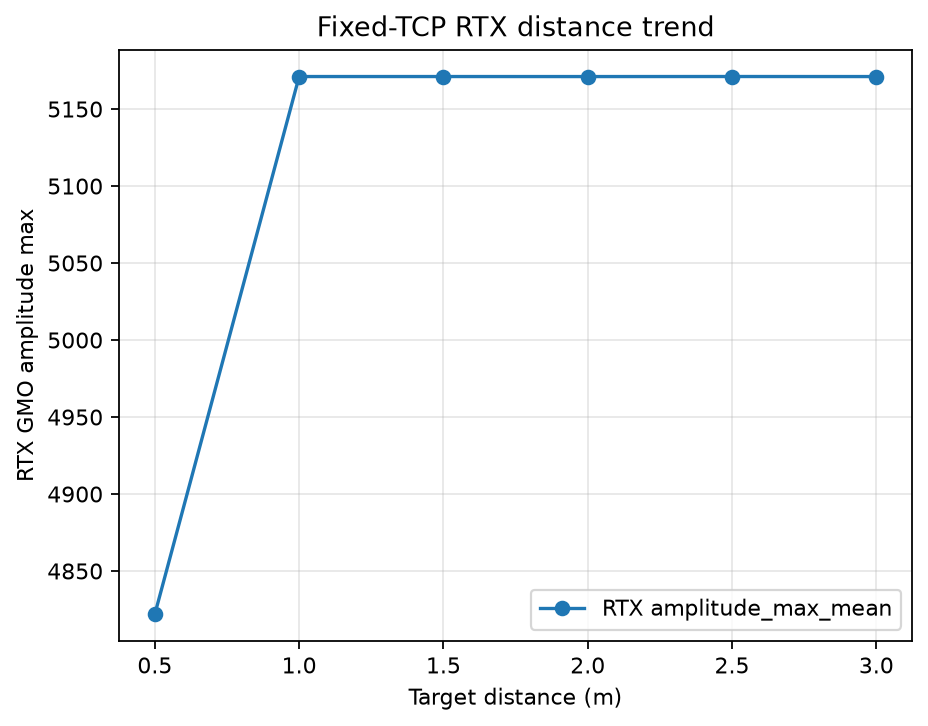 Fixed-TCP RTX distance trend
RTX GMO amplitude max
5150
5100
5050
5000
4950
4900
4850
RTX amplitude_max_mean
0.5 1.0 1.5 2.0 2.5 3.0
Target distance (m)